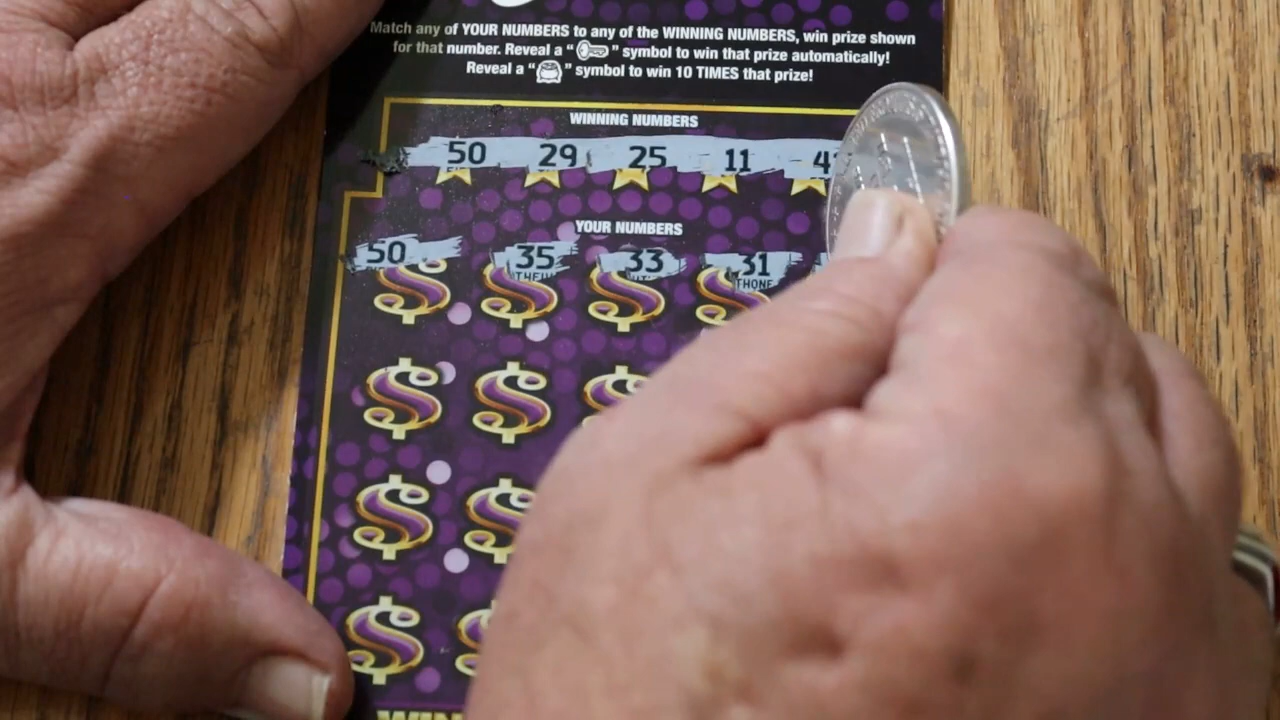 Match any of YOUR NUMBERS to any of the WINNING NUMBERS, win prize shown
for that number. Reveal a " " symbol to win that prize automatically!
Reveal a " " symbol to win 10 TIMES that prize!
WINNING NUMBERS
50 29 25 11
YOUR NUMBERS
50 35 33 31
THONE